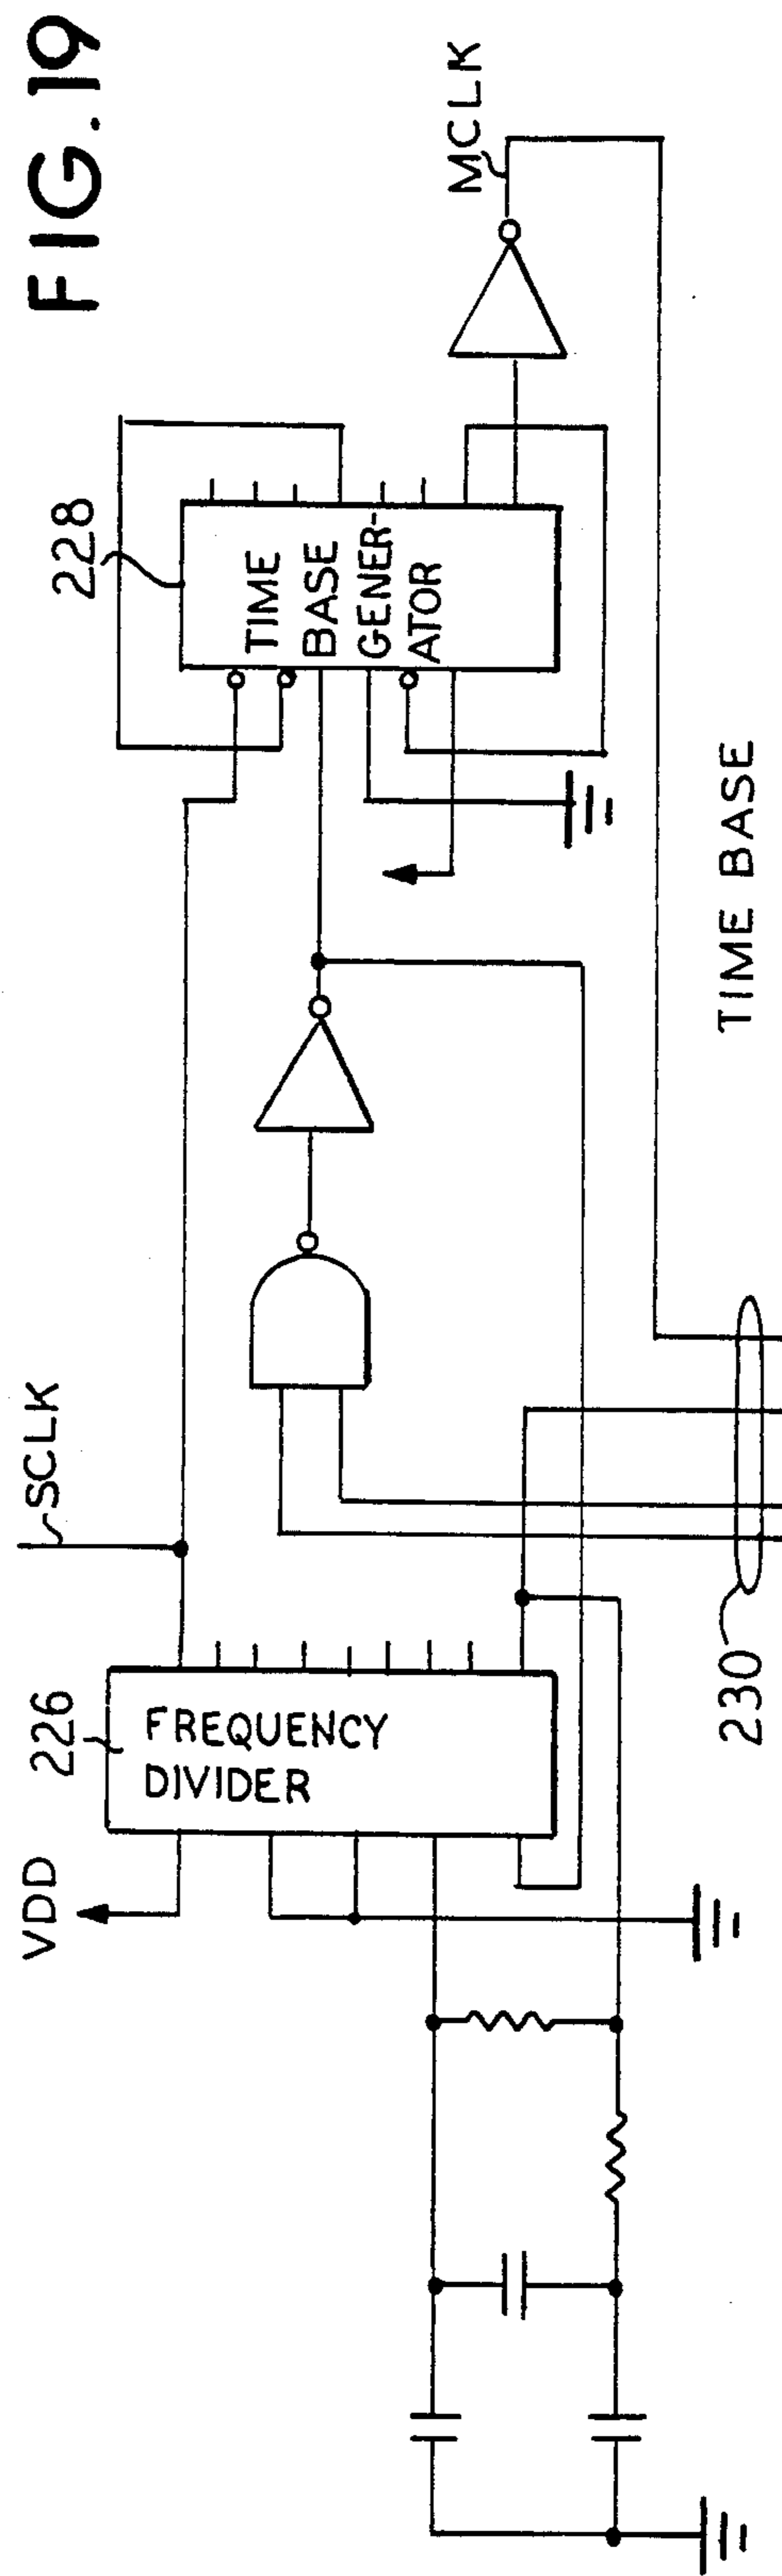 FIG.19
SCLK
MCLK
VDD
226
FREQUENCY
DIVIDER
228
TIME
BASE
GENER-
ATOR
230
TIME BASE